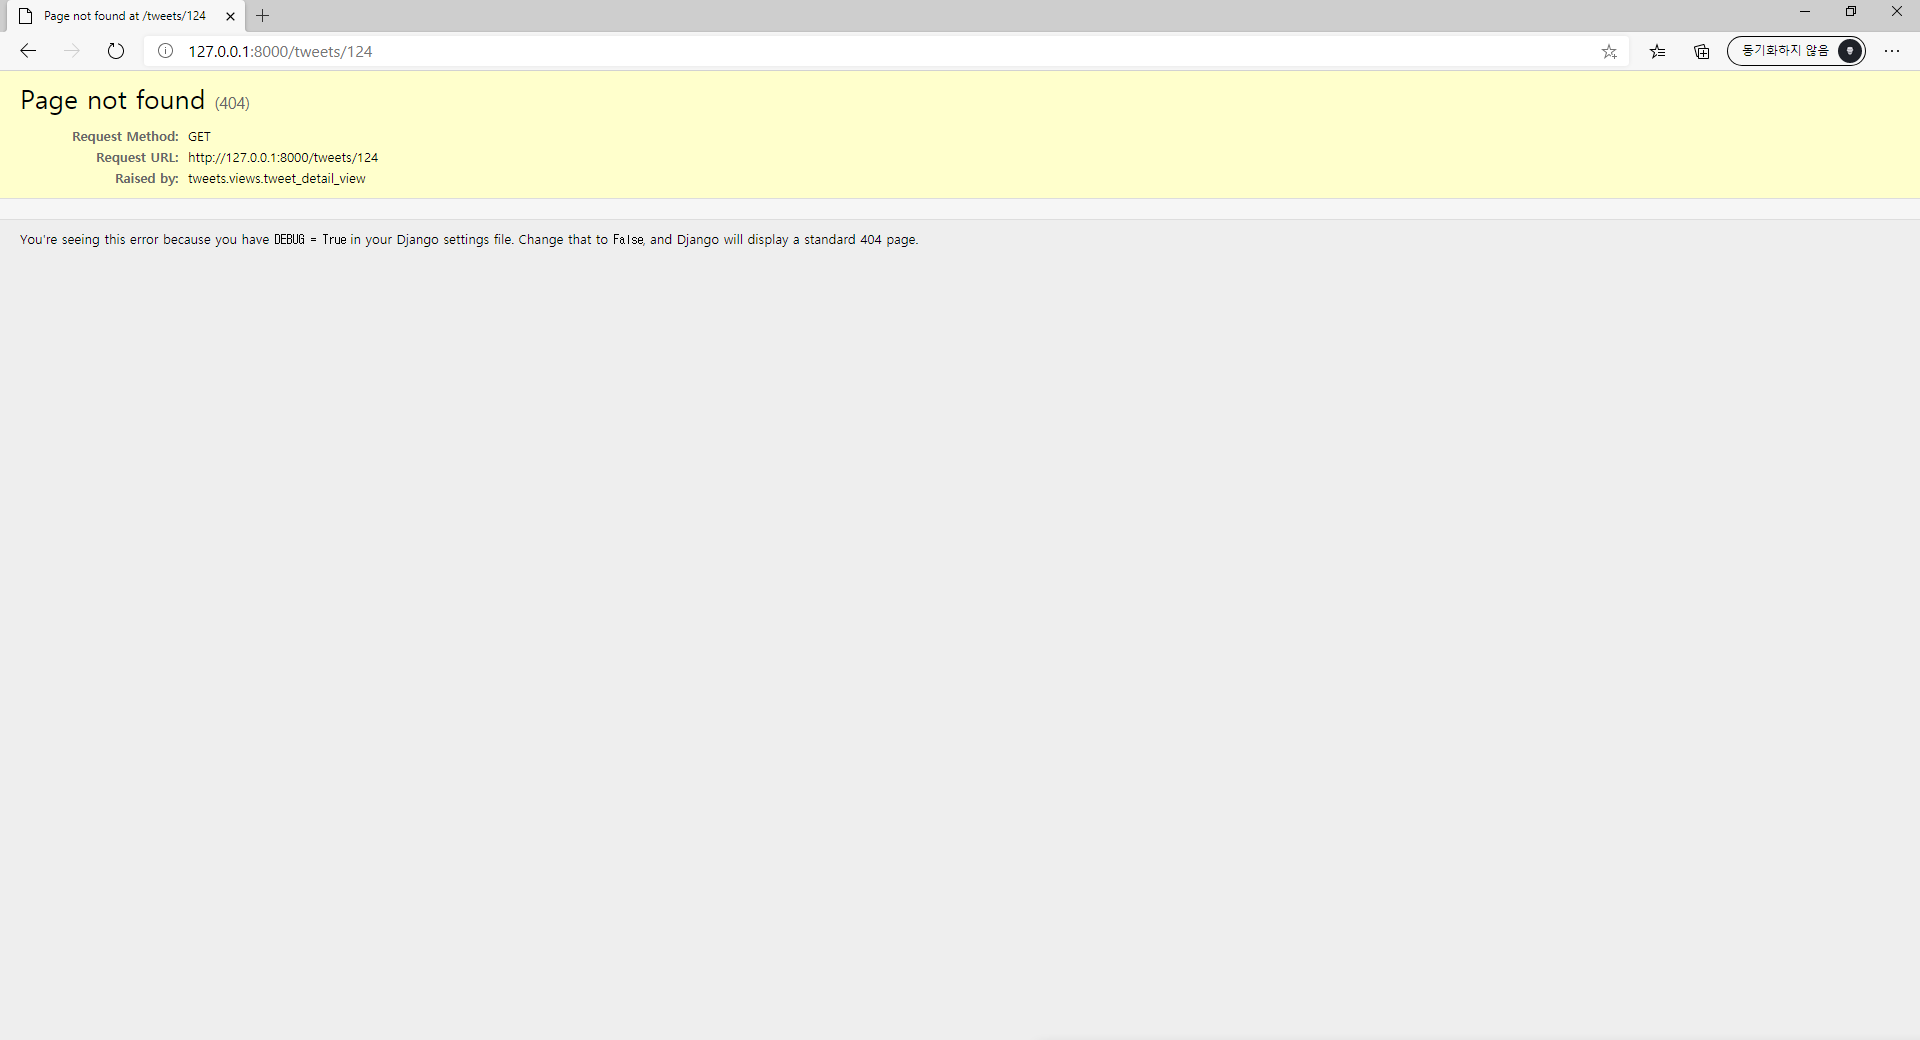 Page not found at /tweets/124
127.0.0.1:8000/tweets/124
동기화하지 않음
Page not found (404)
Request Method: GET
Request URL: http://127.0.0.1:8000/tweets/124
Raised by: tweets.views.tweet_detail_view
You're seeing this error because you have DEBUG = True in your Django settings file. Change that to False, and Django will display a standard 404 page.